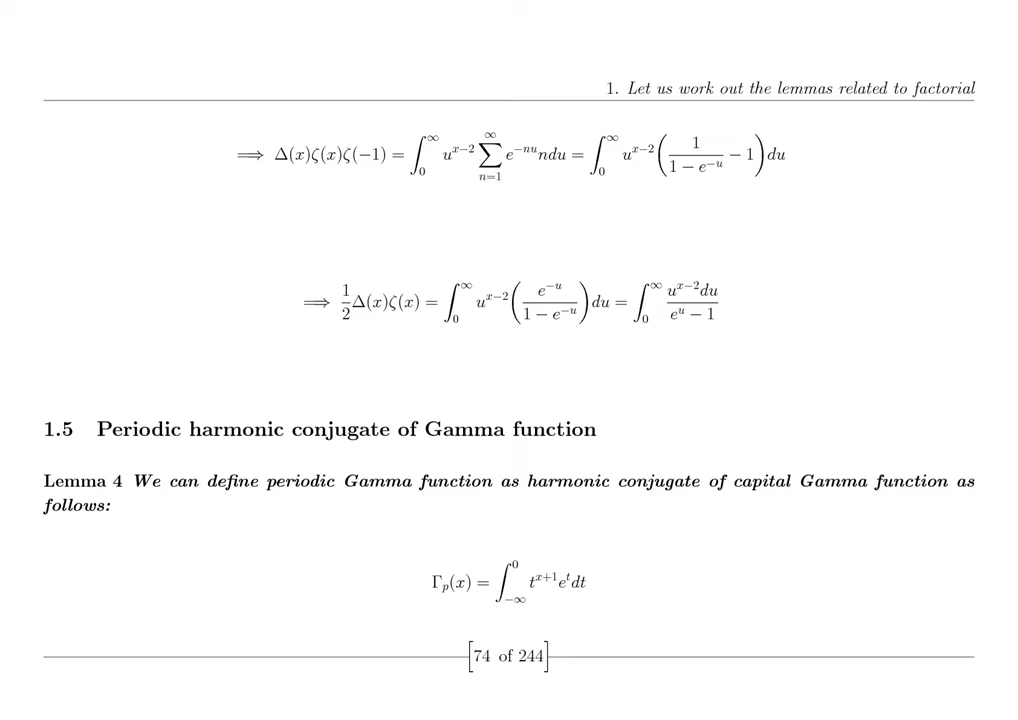 1. Let us work out the lemmas related to factorial
⟹ Δ(x)ζ(x)ζ(−1) = ∫_0^∞ u^{x−2} ∑_{n=1}^∞ e^{−nu} n du = ∫_0^∞ u^{x−2} ( 1 / (1 − e^{−u}) − 1 ) du
⟹ 1/2 Δ(x)ζ(x) = ∫_0^∞ u^{x−2} ( e^{−u} / (1 − e^{−u}) ) du = ∫_0^∞ u^{x−2} du / (e^u − 1)
1.5 Periodic harmonic conjugate of Gamma function
Lemma 4 We can define periodic Gamma function as harmonic conjugate of capital Gamma function as
follows:
Γ_p(x) = ∫_{−∞}^0 t^{x+1} e^t dt
[74 of 244]